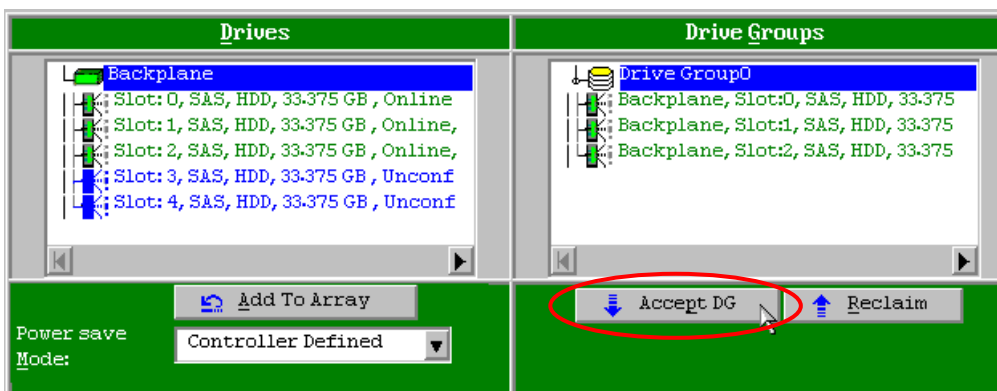 Drives
Backplane
Slot: 0, SAS, HDD, 33.375 GB , Online
Slot: 1, SAS, HDD, 33.375 GB , Online,
Slot: 2, SAS, HDD, 33.375 GB , Online,
Slot: 3, SAS, HDD, 33.375 GB , Unconf
Slot: 4, SAS, HDD, 33.375 GB , Unconf
Add To Array
Power save
Mode:
Controller Defined
Drive Groups
Drive Group0
Backplane, Slot:0, SAS, HDD, 33.375
Backplane, Slot:1, SAS, HDD, 33.375
Backplane, Slot:2, SAS, HDD, 33.375
Accept DG
Reclaim